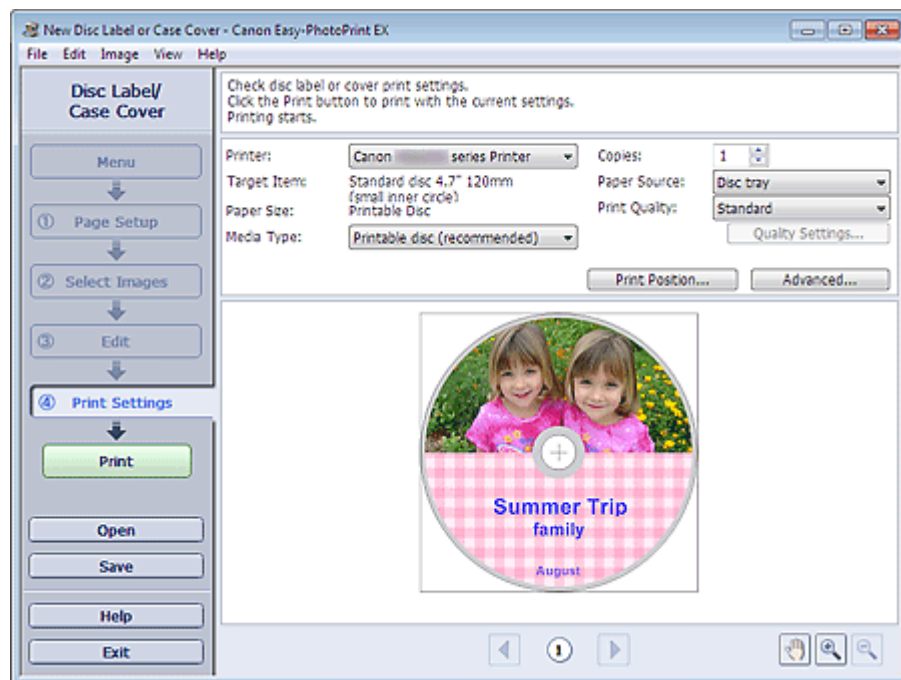 New Disc Label or Case Cover - Canon Easy-PhotoPrint EX
File Edit Image View Help
Disc Label/
Case Cover
Check disc label or cover print settings.
Click the Print button to print with the current settings.
Printing starts.
Menu
① Page Setup
② Select Images
③ Edit
④ Print Settings
Print
Open
Save
Help
Exit
Printer: Canon series Printer
Target Item: Standard disc 4.7" 120mm
(small inner circle)
Paper Size: Printable Disc
Media Type: Printable disc (recommended)
Copies: 1
Paper Source: Disc tray
Print Quality: Standard
Quality Settings...
Print Position... Advanced...
Summer Trip
family
August
1